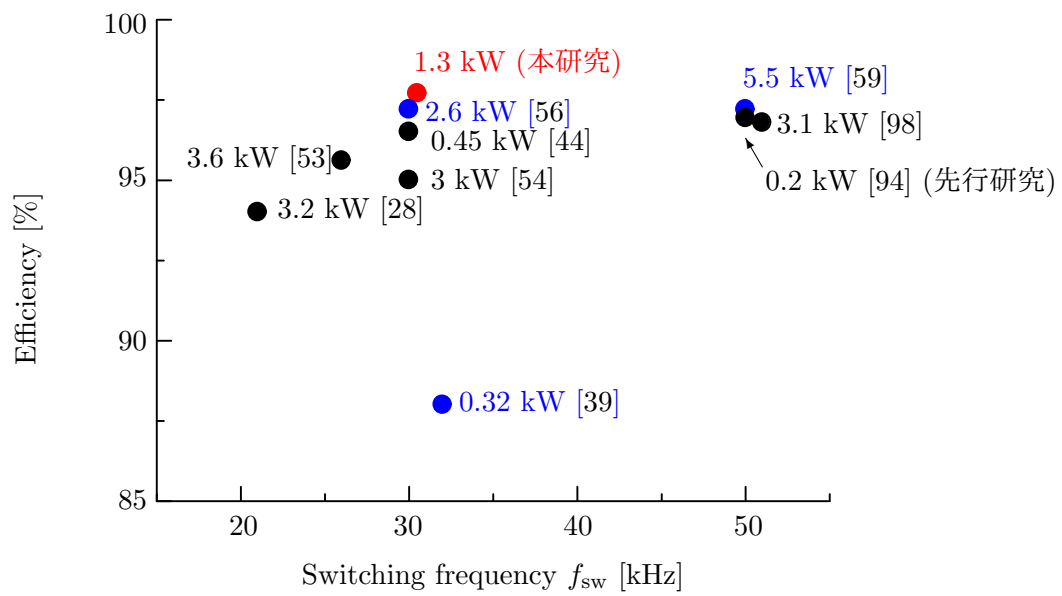 100
1.3 kW (本研究)
5.5 kW [59]
2.6 kW [56]
3.1 kW [98]
0.45 kW [44]
3.6 kW [53]
95
3 kW [54]
0.2 kW [94] (先行研究)
3.2 kW [28]
Efficiency [%]
90
0.32 kW [39]
85
20
30
40
50
Switching frequency fsw [kHz]